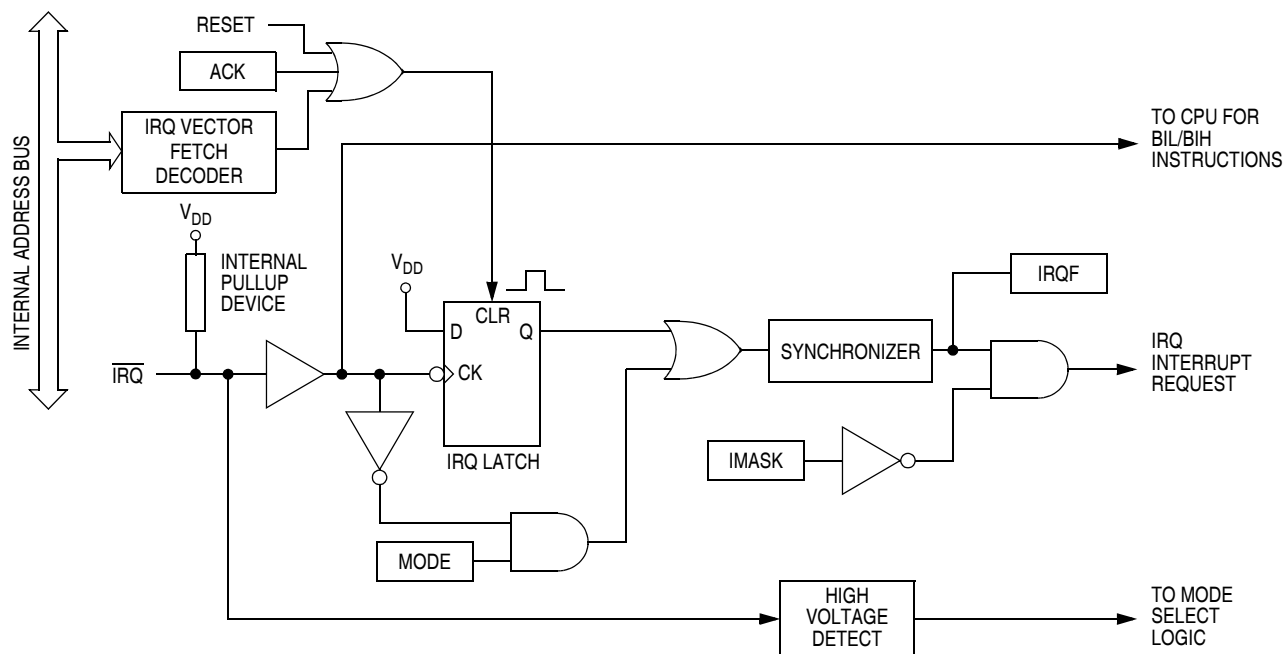 RESET
ACK
INTERNAL ADDRESS BUS
IRQ VECTOR
FETCH
DECODER
TO CPU FOR
BIL/BIH
INSTRUCTIONS
VDD
INTERNAL
PULLUP
DEVICE
VDD
CLR
D
Q
CK
IRQ LATCH
IRQ
SYNCHRONIZER
IRQF
IRQ
INTERRUPT
REQUEST
IMASK
MODE
HIGH
VOLTAGE
DETECT
TO MODE
SELECT
LOGIC